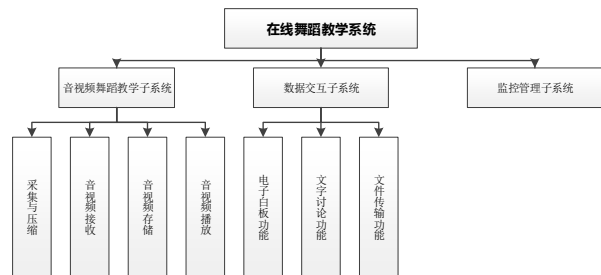 在线舞蹈教学系统
音视频舞蹈教学子系统
数据交互子系统
监控管理子系统
采集与压缩
音视频接收
音视频存储
音视频播放
电子白板功能
文字讨论功能
文件传输功能